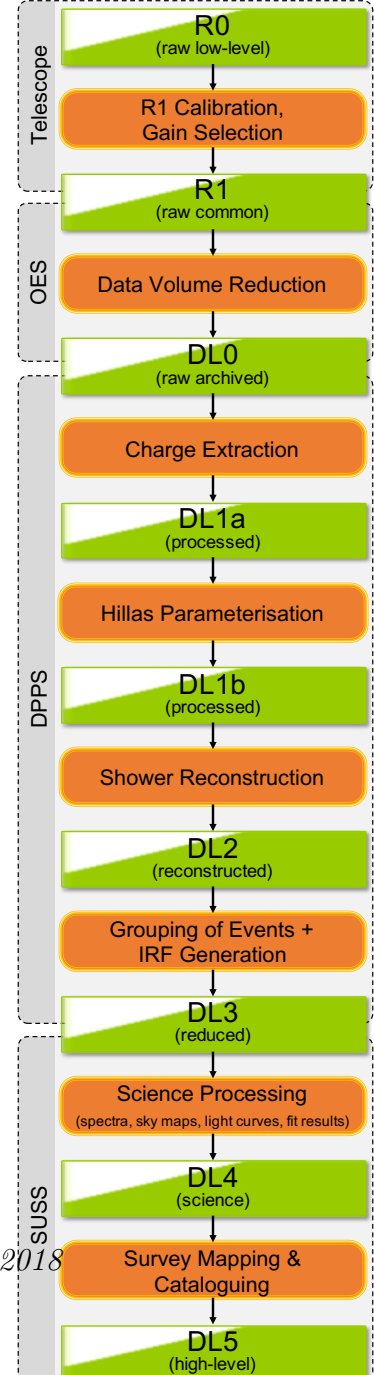 Telescope
R0
(raw low-level)
R1 Calibration,
Gain Selection
R1
(raw common)
OES
Data Volume Reduction
DL0
(raw archived)
DPPS
Charge Extraction
DL1a
(processed)
Hillas Parameterisation
DL1b
(processed)
Shower Reconstruction
DL2
(reconstructed)
Grouping of Events +
IRF Generation
DL3
(reduced)
SUSS
Science Processing
(spectra, sky maps, light curves, fit results)
DL4
(science)
2018
Survey Mapping &
Cataloguing
DL5
(high-level)